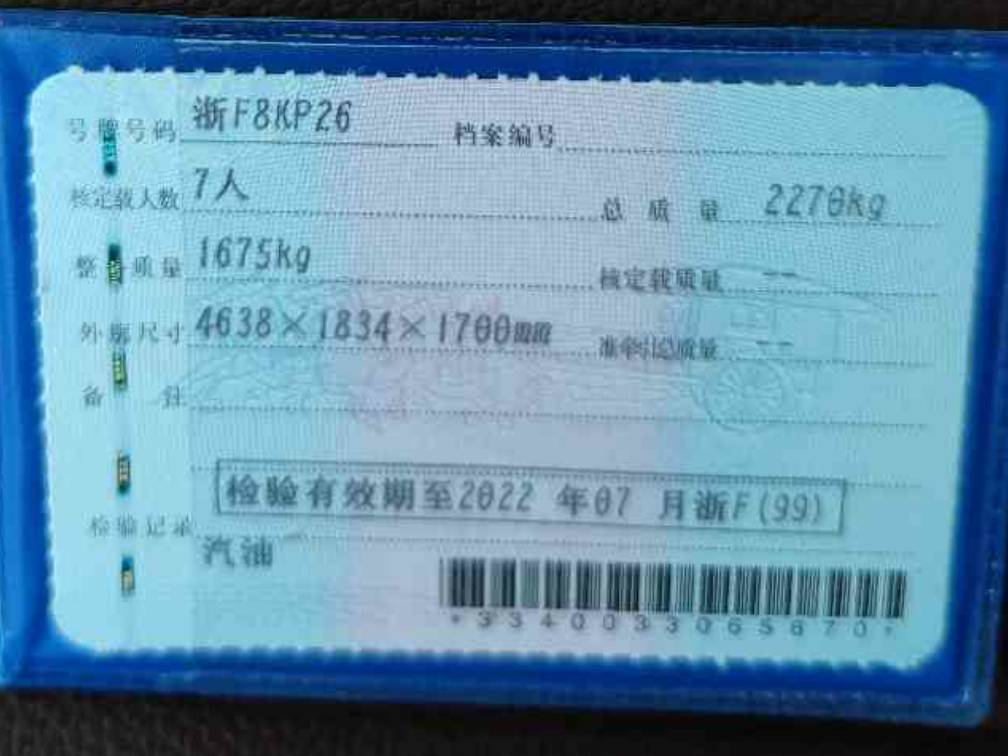 号牌号码 浙F8KP26 档案编号
核定载人数 7人 总质量 2270kg
整备质量 1675kg 核定载质量 --
外廓尺寸 4638×1834×1700mm 准牵引总质量 --
备注
检验有效期至2022 年07 月浙F(99)
检验记录
汽油
*3340033065670*